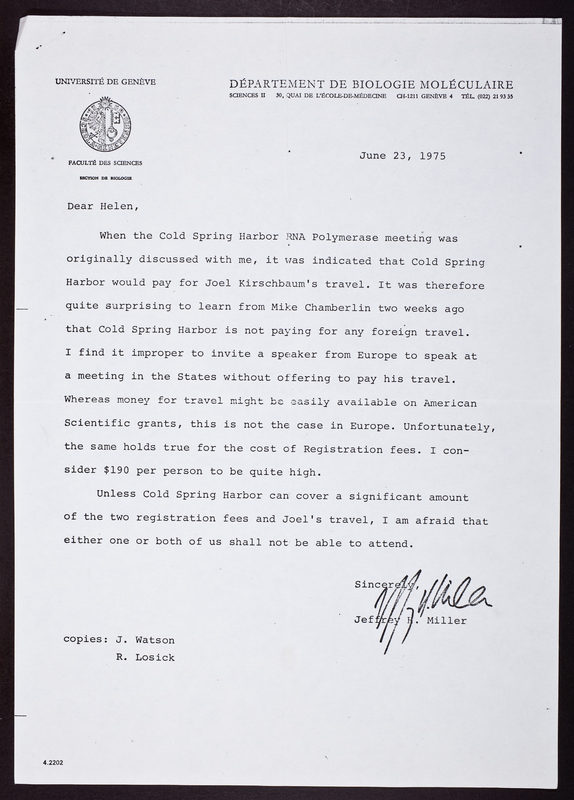 UNIVERSITÉ DE GENÈVE
DÉPARTEMENT DE BIOLOGIE MOLÉCULAIRE
SCIENCES II 30, QUAI DE L'ÉCOLE-DE-MÉDECINE CH-1211 GENÈVE 4 TÉL. (022) 21 93 55
FACULTÉ DES SCIENCES
SECTION DE BIOLOGIE
June 23, 1975
Dear Helen,
When the Cold Spring Harbor RNA Polymerase meeting was
originally discussed with me, it was indicated that Cold Spring
Harbor would pay for Joel Kirschbaum's travel. It was therefore
quite surprising to learn from Mike Chamberlin two weeks ago
that Cold Spring Harbor is not paying for any foreign travel.
I find it improper to invite a speaker from Europe to speak at
a meeting in the States without offering to pay his travel.
Whereas money for travel might be easily available on American
Scientific grants, this is not the case in Europe. Unfortunately,
the same holds true for the cost of Registration fees. I con-
sider $190 per person to be quite high.
Unless Cold Spring Harbor can cover a significant amount
of the two registration fees and Joel's travel, I am afraid that
either one or both of us shall not be able to attend.
Sincerely,
Jeffrey H. Miller
copies: J. Watson
R. Losick
4.2202